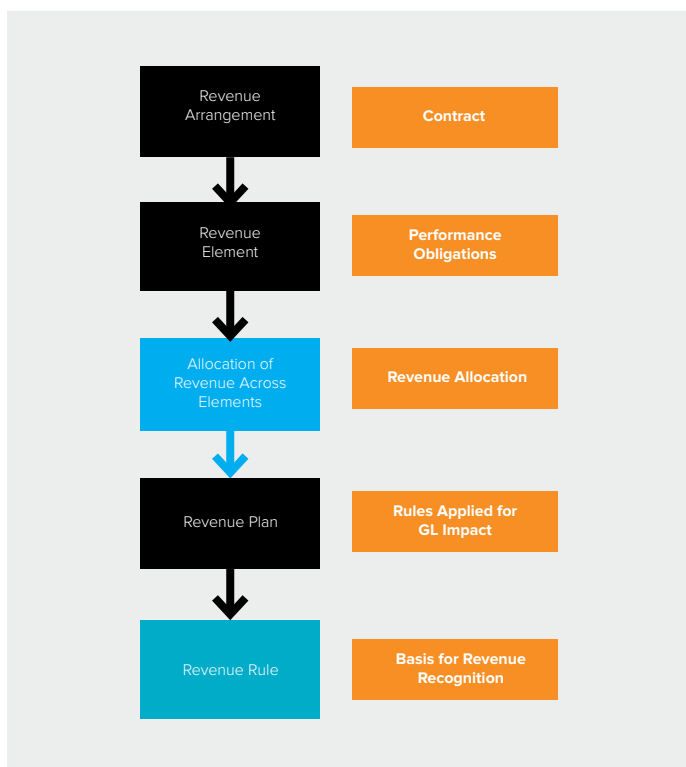 Revenue
Arrangement
Contract
Revenue
Element
Performance
Obligations
Allocation of
Revenue Across
Elements
Revenue Allocation
Revenue Plan
Rules Applied for
GL Impact
Revenue Rule
Basis for Revenue
Recognition